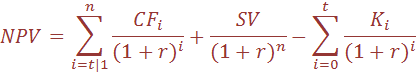 NPV = \sum_{i=t|1}^{n} \frac{CF_i}{(1+r)^i} + \frac{SV}{(1+r)^n} - \sum_{i=0}^{t} \frac{K_i}{(1+r)^i}